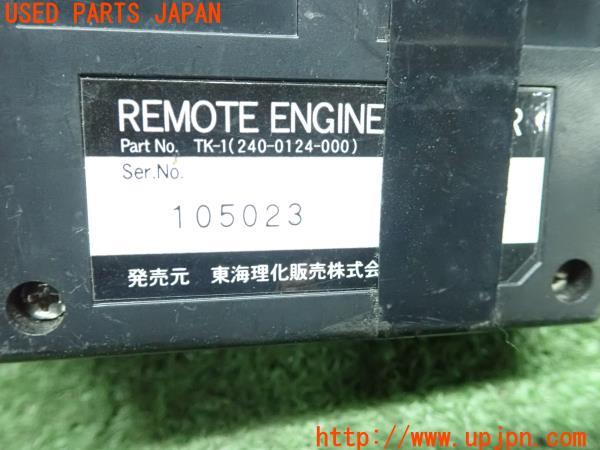 USED PARTS JAPAN
REMOTE ENGINE R
Part No. TK-1(240-0124-000)
Ser.No.
105023
発売元 東海理化販売株式会
http://www.upjpn.com